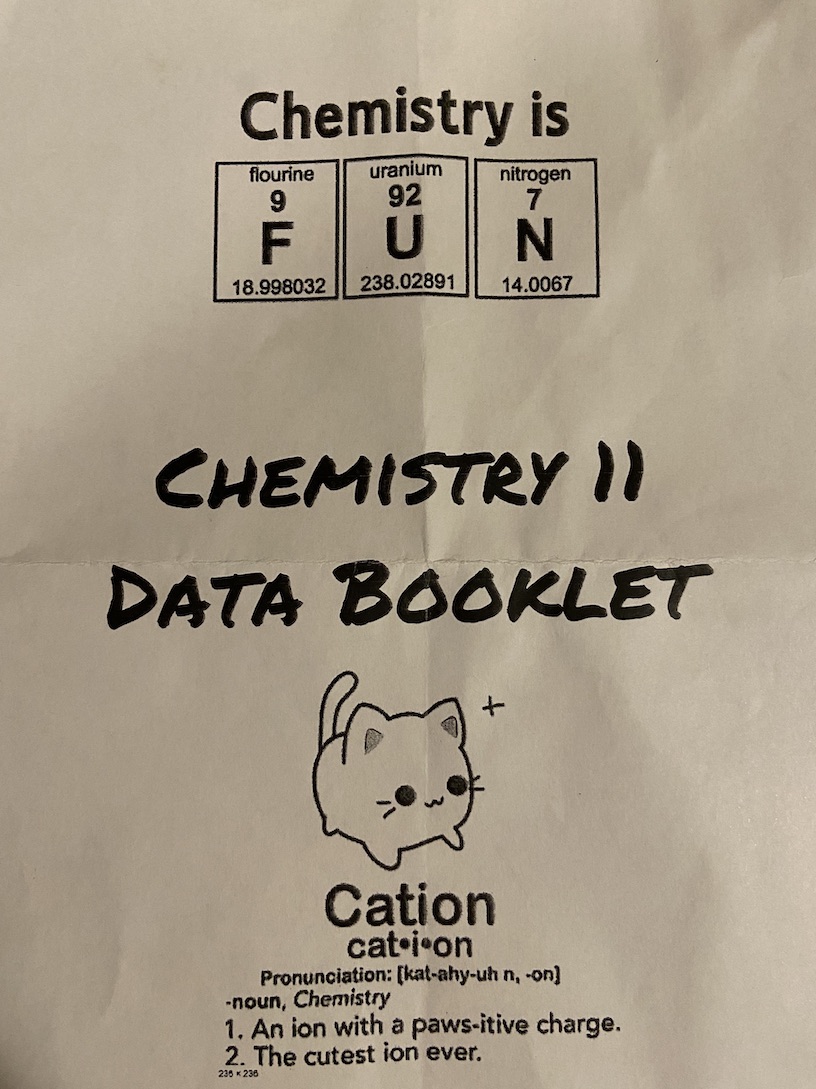 Chemistry is
flourine
9
F
18.998032
uranium
92
U
238.02891
nitrogen
7
N
14.0067
CHEMISTRY II
DATA BOOKLET
+
Cation
cat•i•on
Pronunciation: [kat-ahy-uh n, -on]
-noun, Chemistry
1. An ion with a paws-itive charge.
2. The cutest ion ever.
236 × 236